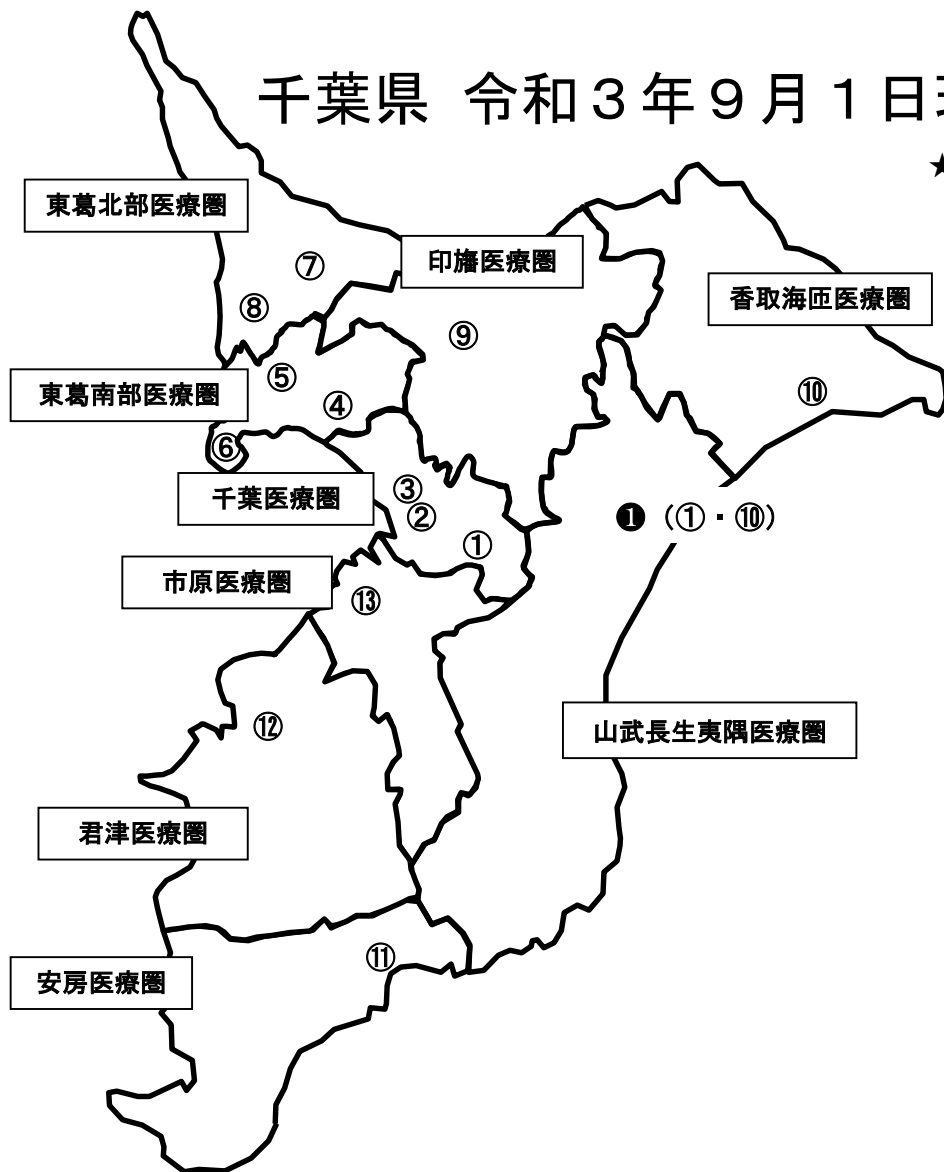 千葉県 令和３年９月１日
★
東葛北部医療圏
印旛医療圏
⑦
香取海匝医療圏
⑧
⑨
⑤
東葛南部医療圏
④
⑩
⑥
千葉医療圏
③
②
❶（①・⑩）
①
市原医療圏
⑬
⑫
山武長生夷隅医療圏
君津医療圏
⑪
安房医療圏